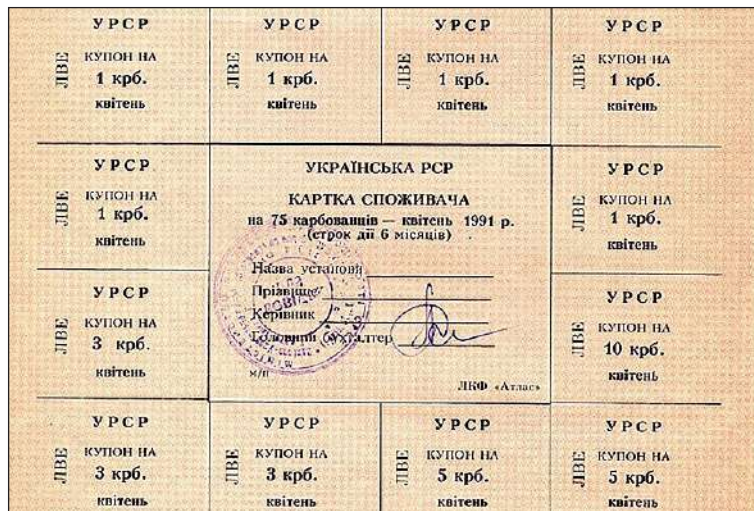 УРСР
ЛВЕ
КУПОН НА
1 крб.
квітень
УРСР
ЛВЕ
КУПОН НА
1 крб.
квітень
УРСР
ЛВЕ
КУПОН НА
1 крб.
квітень
УРСР
ЛВЕ
КУПОН НА
1 крб.
квітень
УРСР
ЛВЕ
КУПОН НА
1 крб.
квітень
УКРАЇНСЬКА РСР
КАРТКА СПОЖИВАЧА
на 75 карбованців — квітень 1991 р.
(строк дії 6 місяців)
Назва установи
Прізвище
Керівник
Головний бухгалтер
м/п
ЛКФ «Атлас»
УРСР
ЛВЕ
КУПОН НА
1 крб.
квітень
УРСР
ЛВЕ
КУПОН НА
3 крб.
квітень
УРСР
ЛВЕ
КУПОН НА
10 крб.
квітень
УРСР
ЛВЕ
КУПОН НА
3 крб.
квітень
УРСР
ЛВЕ
КУПОН НА
3 крб.
квітень
УРСР
ЛВЕ
КУПОН НА
5 крб.
квітень
УРСР
ЛВЕ
КУПОН НА
5 крб.
квітень